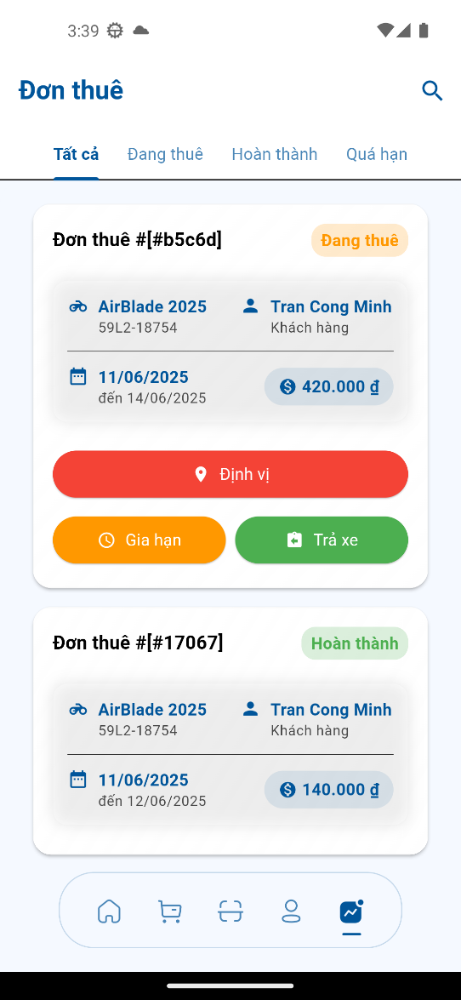 3:39
Đơn thuê
Tất cả Đang thuê Hoàn thành Quá hạn
Đơn thuê #[#b5c6d] Đang thuê
AirBlade 2025 Tran Cong Minh
59L2-18754 Khách hàng
11/06/2025
đến 14/06/2025
420.000 ₫
Định vị
Gia hạn Trả xe
Đơn thuê #[#17067] Hoàn thành
AirBlade 2025 Tran Cong Minh
59L2-18754 Khách hàng
11/06/2025
đến 12/06/2025
140.000 ₫